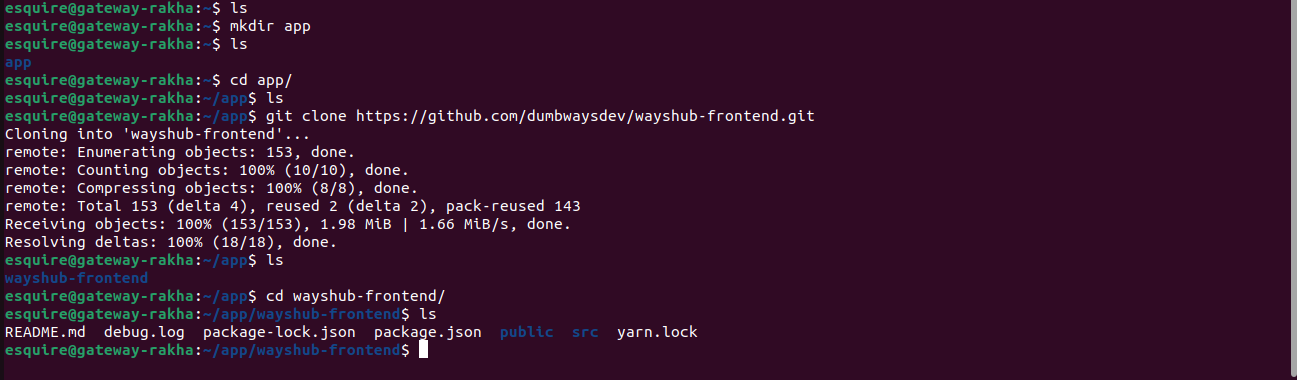 esquire@gateway-rakha:~$ ls
esquire@gateway-rakha:~$ mkdir app
esquire@gateway-rakha:~$ ls
app
esquire@gateway-rakha:~$ cd app/
esquire@gateway-rakha:~/app$ ls
esquire@gateway-rakha:~/app$ git clone https://github.com/dumbwaysdev/wayshub-frontend.git
Cloning into 'wayshub-frontend'...
remote: Enumerating objects: 153, done.
remote: Counting objects: 100% (10/10), done.
remote: Compressing objects: 100% (8/8), done.
remote: Total 153 (delta 4), reused 2 (delta 2), pack-reused 143
Receiving objects: 100% (153/153), 1.98 MiB | 1.66 MiB/s, done.
Resolving deltas: 100% (18/18), done.
esquire@gateway-rakha:~/app$ ls
wayshub-frontend
esquire@gateway-rakha:~/app$ cd wayshub-frontend/
esquire@gateway-rakha:~/app/wayshub-frontend$ ls
README.md  debug.log  package-lock.json  package.json  public  src  yarn.lock
esquire@gateway-rakha:~/app/wayshub-frontend$